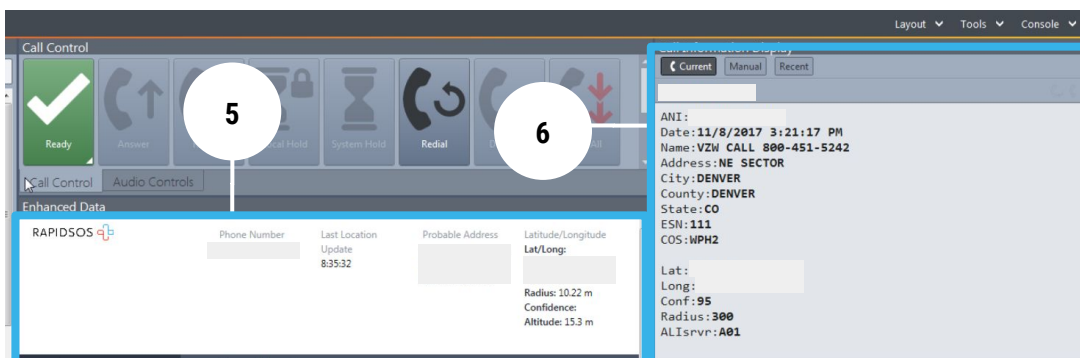 Layout Tools Console
Call Control
Ready
Answer
5
Local Hold
System Hold
Redial
6
All
Call Control Audio Controls
Enhanced Data
RAPIDSOS
Phone Number
Last Location
Update
8:35:32
Probable Address
Latitude/Longitude
Lat/Long:
Radius: 10.22 m
Confidence:
Altitude: 15.3 m
Call Information Display
Current Manual Recent
ANI:
Date:11/8/2017 3:21:17 PM
Name:VZW CALL 800-451-5242
Address:NE SECTOR
City:DENVER
County:DENVER
State:CO
ESN:111
COS:WPH2
Lat:
Long:
Conf:95
Radius:300
ALIsrvr:A01